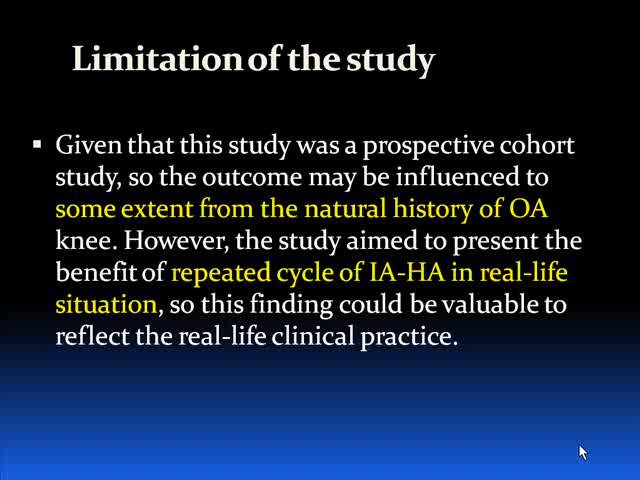 Limitation of the study
▪ Given that this study was a prospective cohort
study, so the outcome may be influenced to
some extent from the natural history of OA
knee. However, the study aimed to present the
benefit of repeated cycle of IA-HA in real-life
situation, so this finding could be valuable to
reflect the real-life clinical practice.